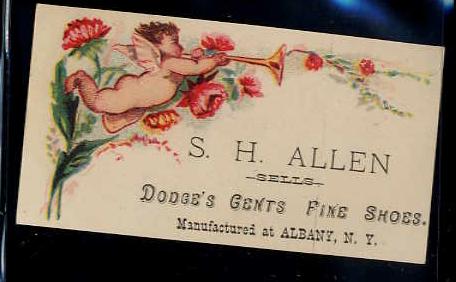 S. H. ALLEN
SELLS
DODGE'S GENTS FINE SHOES.
Manufactured at ALBANY, N. Y.